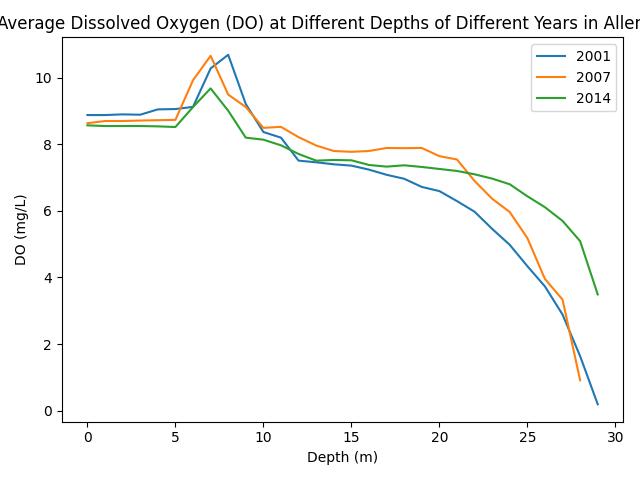 Average Dissolved Oxygen (DO) at Different Depths of Different Years in Aller
2001
2007
2014
DO (mg/L)
10
8
6
4
2
0
0 5 10 15 20 25 30
Depth (m)